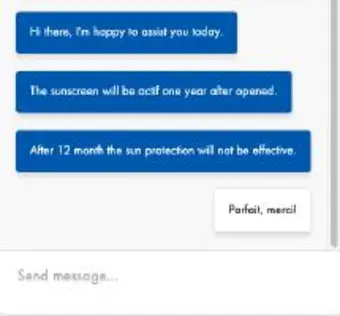 Hi there, I'm happy to assist you today.
The sunscreen will be actif one year after opened.
After 12 month the sun protection will not be effective.
Parfait, merci!
Send message...